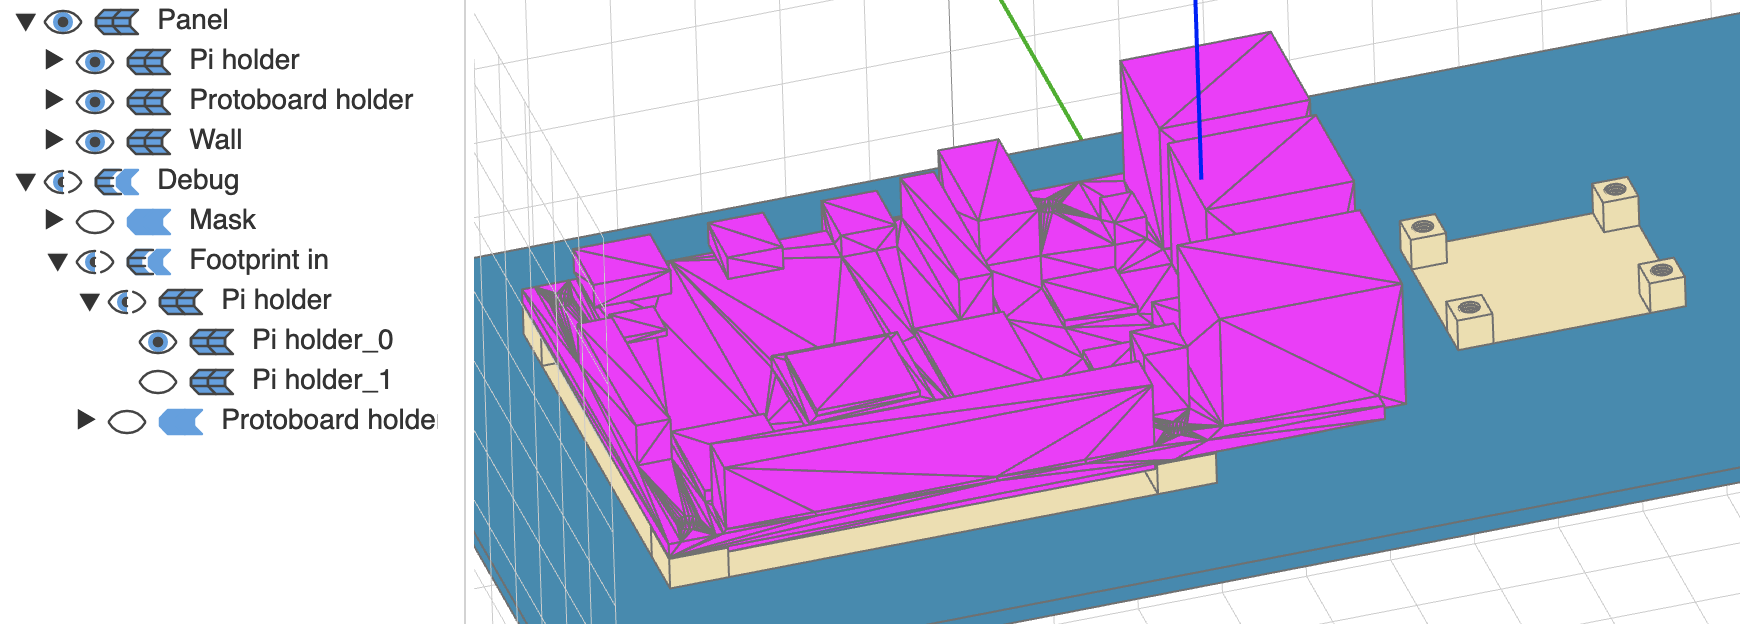 Panel
Pi holder
Protoboard holder
Wall
Debug
Mask
Footprint in
Pi holder
Pi holder_0
Pi holder_1
Protoboard holde